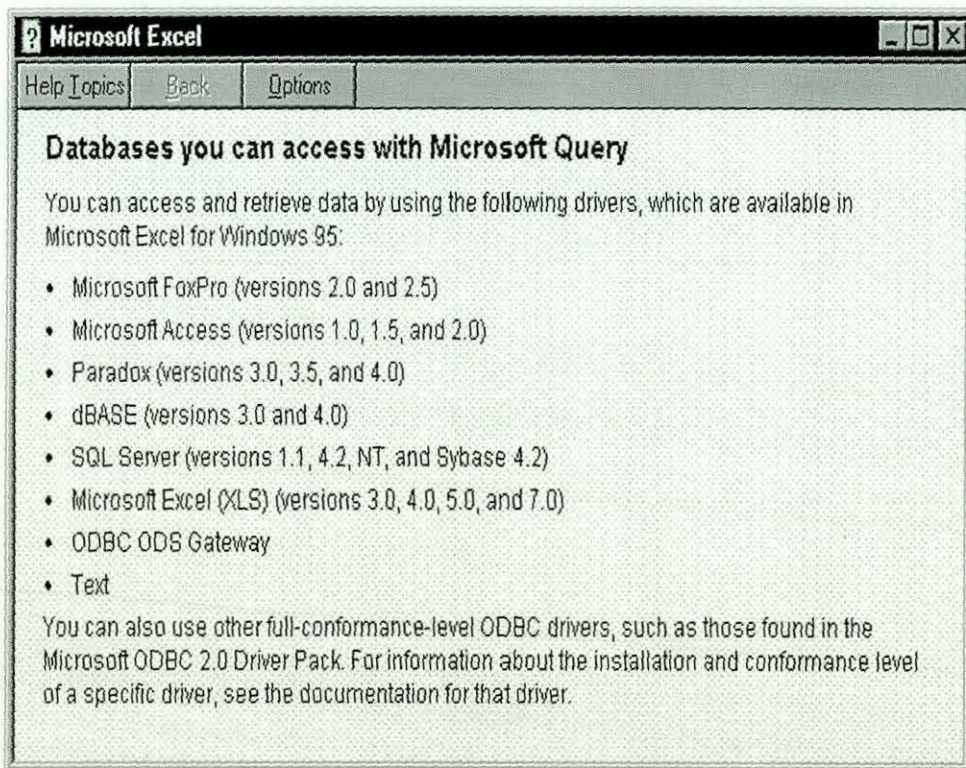 ? Microsoft Excel
Help Topics Back Options
Databases you can access with Microsoft Query
You can access and retrieve data by using the following drivers, which are available in
Microsoft Excel for Windows 95:
• Microsoft FoxPro (versions 2.0 and 2.5)
• Microsoft Access (versions 1.0, 1.5, and 2.0)
• Paradox (versions 3.0, 3.5, and 4.0)
• dBASE (versions 3.0 and 4.0)
• SQL Server (versions 1.1, 4.2, NT, and Sybase 4.2)
• Microsoft Excel (XLS) (versions 3.0, 4.0, 5.0, and 7.0)
• ODBC ODS Gateway
• Text
You can also use other full-conformance-level ODBC drivers, such as those found in the
Microsoft ODBC 2.0 Driver Pack. For information about the installation and conformance level
of a specific driver, see the documentation for that driver.